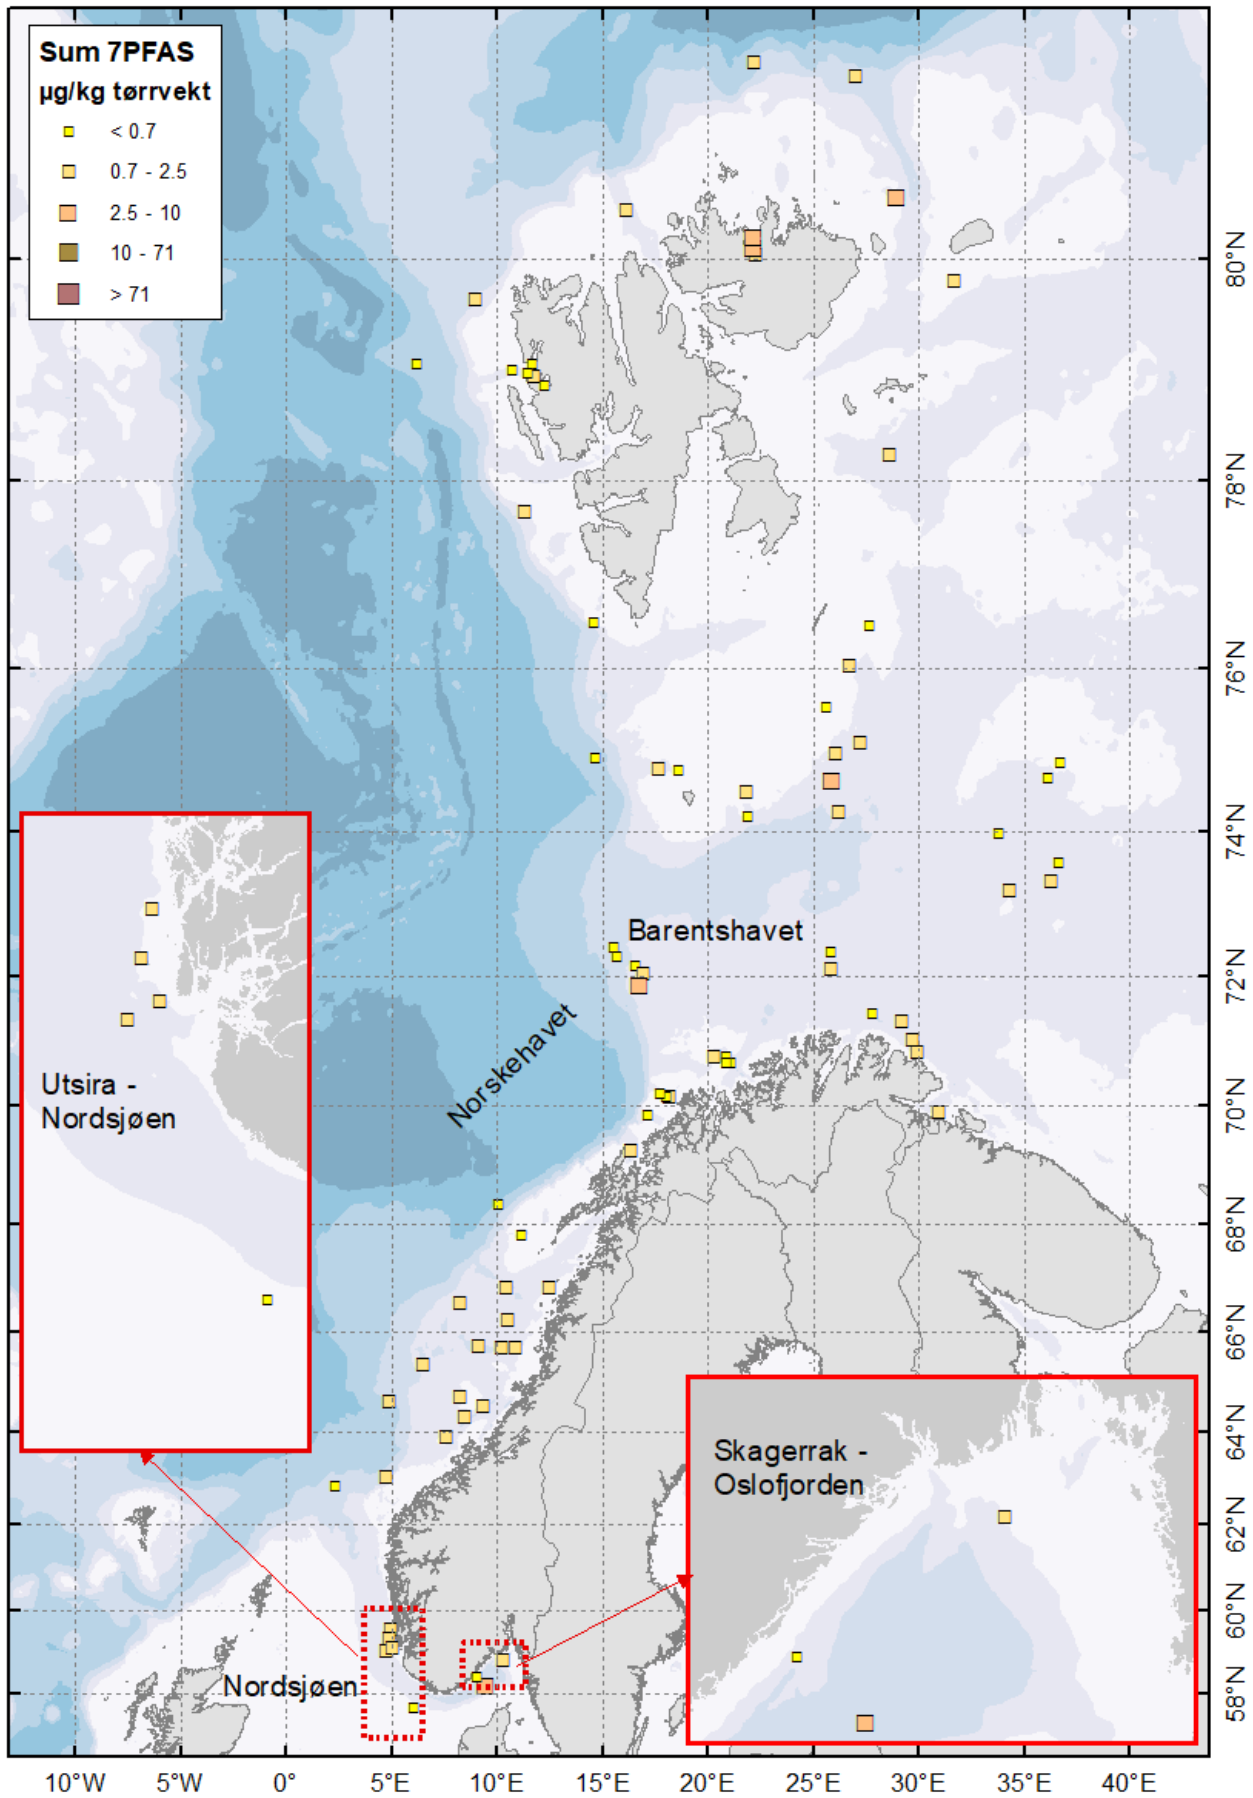 Sum 7PFAS
µg/kg tørrvekt
< 0.7
0.7 - 2.5
2.5 - 10
10 - 71
> 71
80°N
78°N
76°N
74°N
Barentshavet
72°N
Norskehavet
Utsira -
Nordsjøen
70°N
68°N
66°N
64°N
Skagerrak -
Oslofjorden
62°N
60°N
Nordsjøen
58°N
10°W
5°W
0°
5°E
10°E
15°E
20°E
25°E
30°E
35°E
40°E